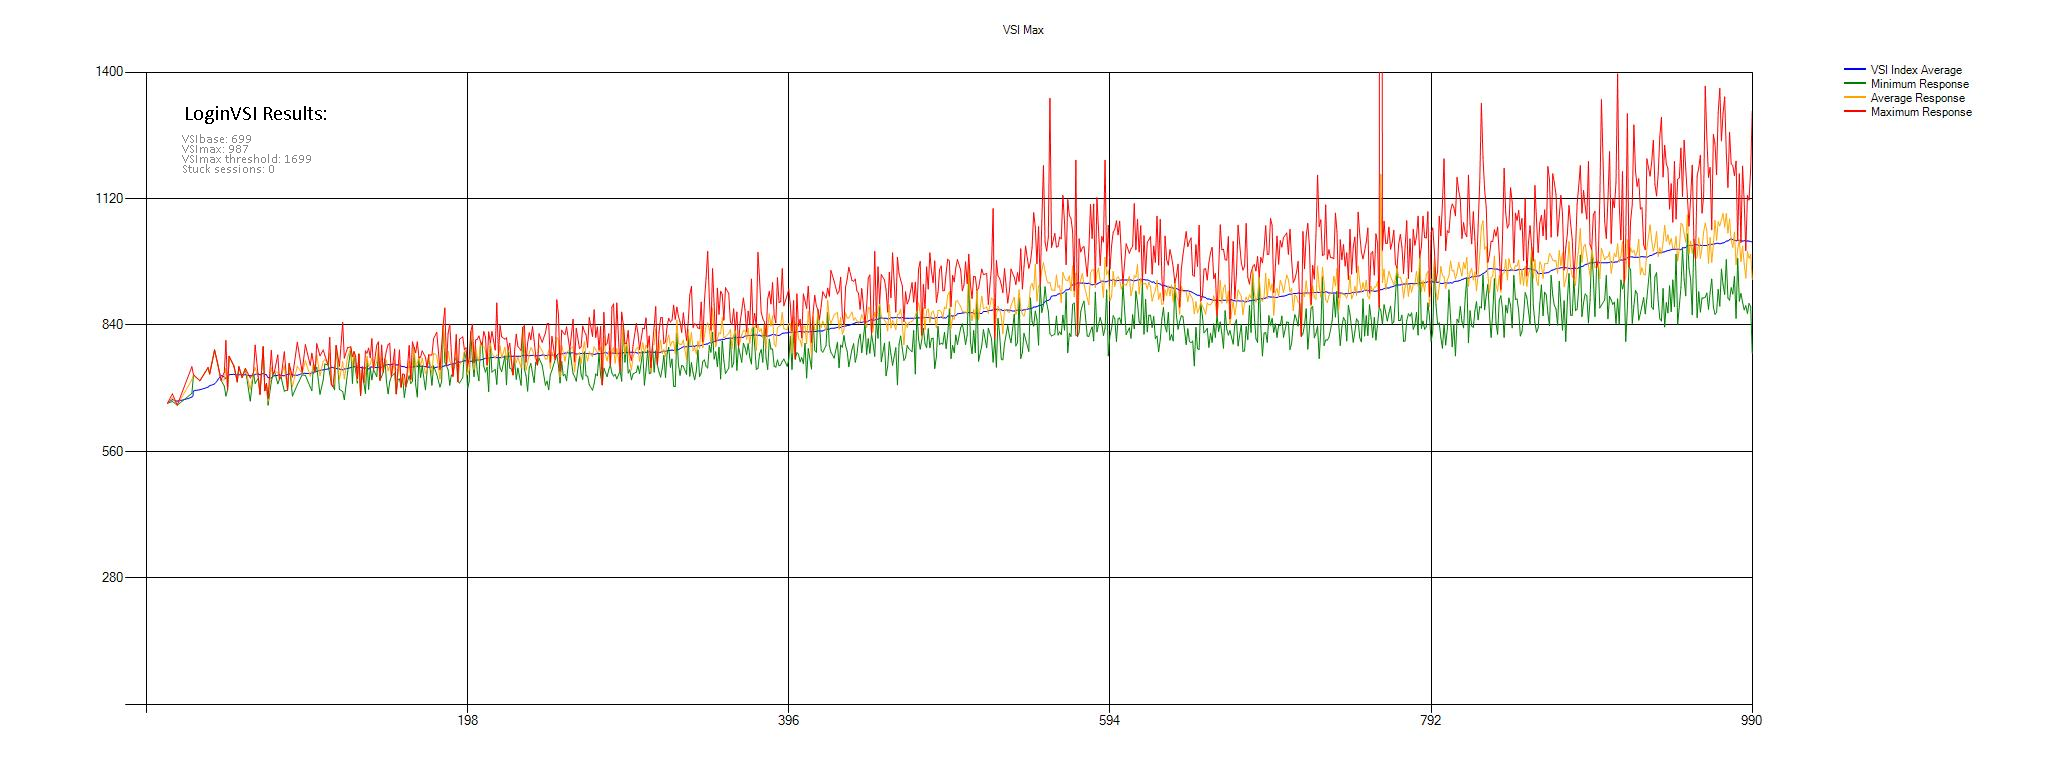 VSI Max
1400
1120
840
560
280
198
396
594
792
990
LoginVSI Results:
VSIbase: 699
VSImax: 987
VSImax threshold: 1699
Stuck sessions: 0
VSI Index Average
Minimum Response
Average Response
Maximum Response